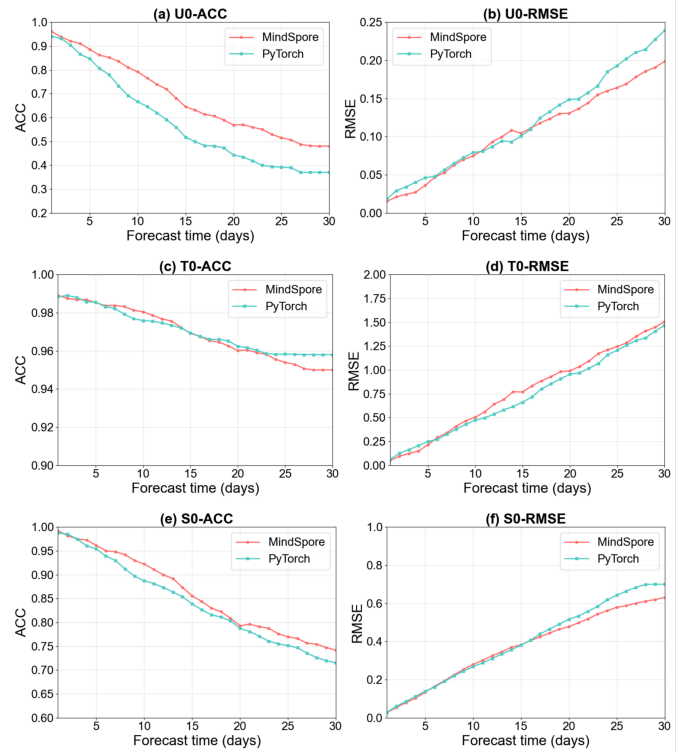 (a) U0-ACC
ACC
1.0
0.9
0.8
0.7
0.6
0.5
0.4
0.3
0.2
5 10 15 20 25 30
Forecast time (days)
MindSpore
PyTorch
(b) U0-RMSE
RMSE
0.25
0.20
0.15
0.10
0.05
0.00
5 10 15 20 25 30
Forecast time (days)
MindSpore
PyTorch
(c) T0-ACC
ACC
1.00
0.98
0.96
0.94
0.92
0.90
5 10 15 20 25 30
Forecast time (days)
MindSpore
PyTorch
(d) T0-RMSE
RMSE
2.00
1.75
1.50
1.25
1.00
0.75
0.50
0.25
0.00
5 10 15 20 25 30
Forecast time (days)
MindSpore
PyTorch
(e) S0-ACC
ACC
1.00
0.95
0.90
0.85
0.80
0.75
0.70
0.65
0.60
5 10 15 20 25 30
Forecast time (days)
MindSpore
PyTorch
(f) S0-RMSE
RMSE
1.0
0.8
0.6
0.4
0.2
0.0
5 10 15 20 25 30
Forecast time (days)
MindSpore
PyTorch